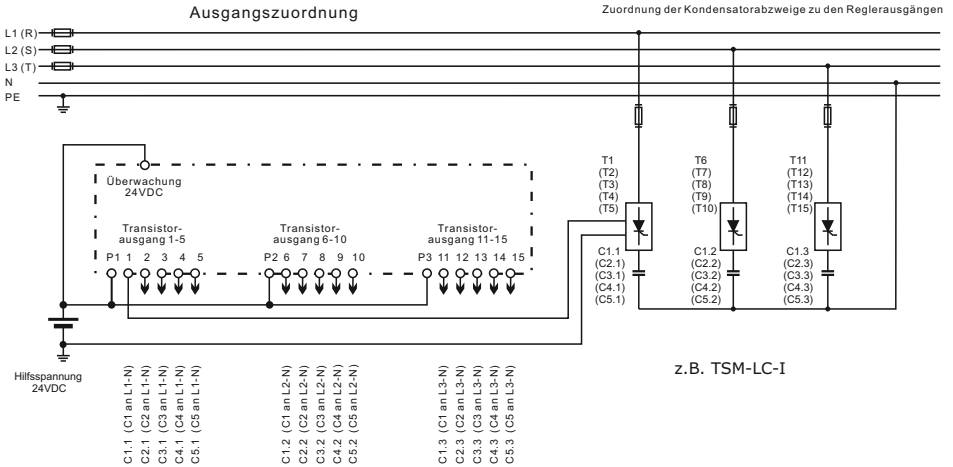 Ausgangszuordnung
Zuordnung der Kondensatorabzweige zu den Reglerausgängen
L1 (R)
L2 (S)
L3 (T)
N
PE
Überwachung
24VDC
Transistor-
ausgang 1-5
P1 1 2 3 4 5
Transistor-
ausgang 6-10
P2 6 7 8 9 10
Transistor-
ausgang 11-15
P3 11 12 13 14 15
T1
(T2)
(T3)
(T4)
(T5)
T6
(T7)
(T8)
(T9)
(T10)
T11
(T12)
(T13)
(T14)
(T15)
C1.1
(C2.1)
(C3.1)
(C4.1)
(C5.1)
C1.2
(C2.2)
(C3.2)
(C4.2)
(C5.2)
C1.3
(C2.3)
(C3.3)
(C4.3)
(C5.3)
Hilfsspannung
24VDC
C1.1 (C1 an L1-N)
C2.1 (C2 an L1-N)
C3.1 (C3 an L1-N)
C4.1 (C4 an L1-N)
C5.1 (C5 an L1-N)
C1.2 (C1 an L2-N)
C2.2 (C2 an L2-N)
C3.2 (C3 an L2-N)
C4.2 (C4 an L2-N)
C5.2 (C5 an L2-N)
C1.3 (C1 an L3-N)
C2.3 (C2 an L3-N)
C3.3 (C3 an L3-N)
C4.3 (C4 an L3-N)
C5.3 (C5 an L3-N)
z.B. TSM-LC-I